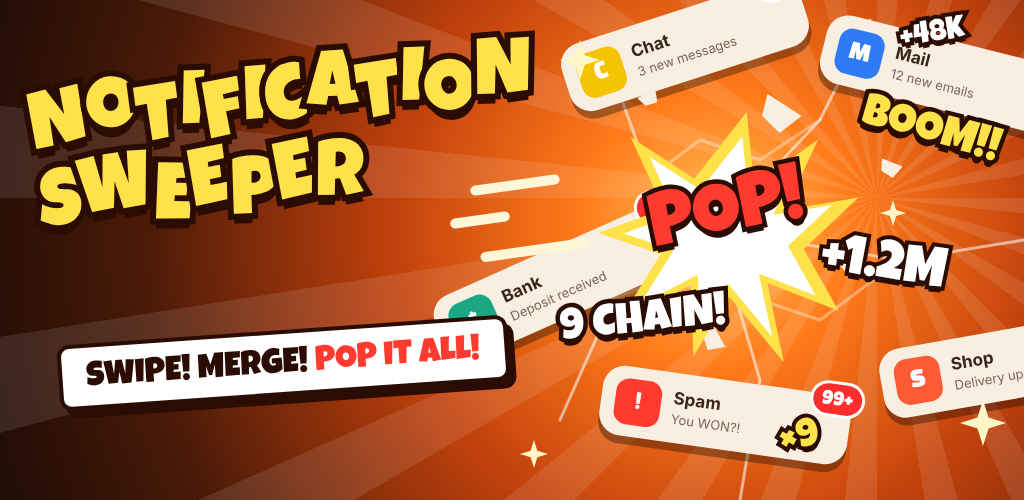 NOTIFICATION
SWEEPER
C
Chat
3 new messages
+48K
M
Mail
12 new emails
BOOM!!
POP!
+1.2M
Bank
Deposit received
9 CHAIN!
SWIPE! MERGE! POP IT ALL!
S
Shop
Delivery up
!
Spam
You WON?!
99+
+9